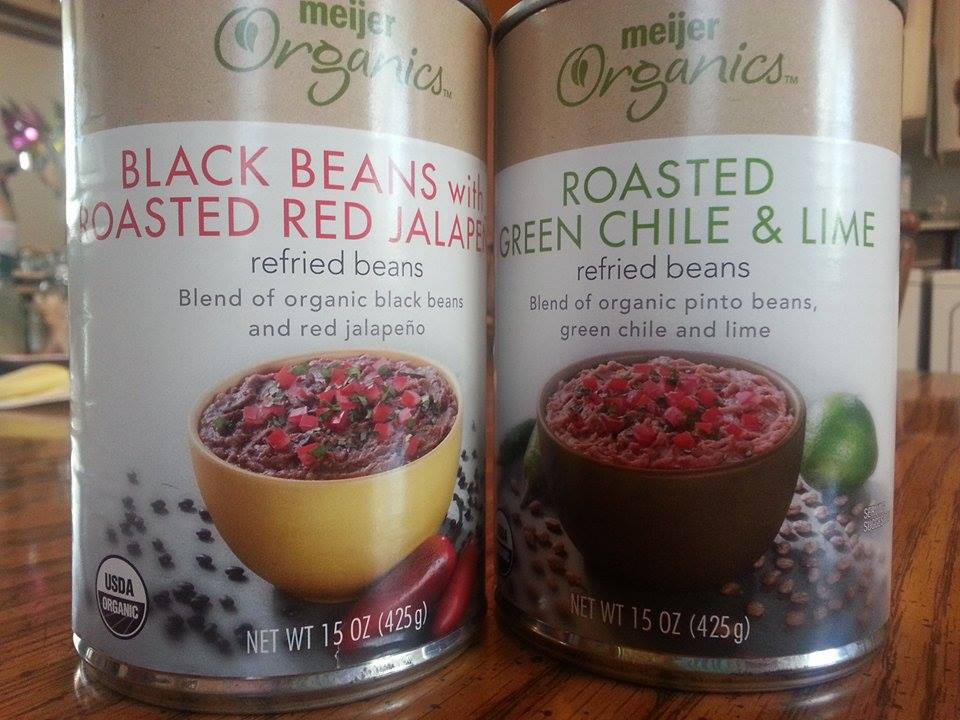 meijer
Organics™
BLACK BEANS with
ROASTED RED JALAPE
refried beans
Blend of organic black beans
and red jalapeño
USDA
ORGANIC
NET WT 15 OZ (425g)
meijer
Organics™
ROASTED
GREEN CHILE & LIME
refried beans
Blend of organic pinto beans,
green chile and lime
NET WT 15 OZ (425g)